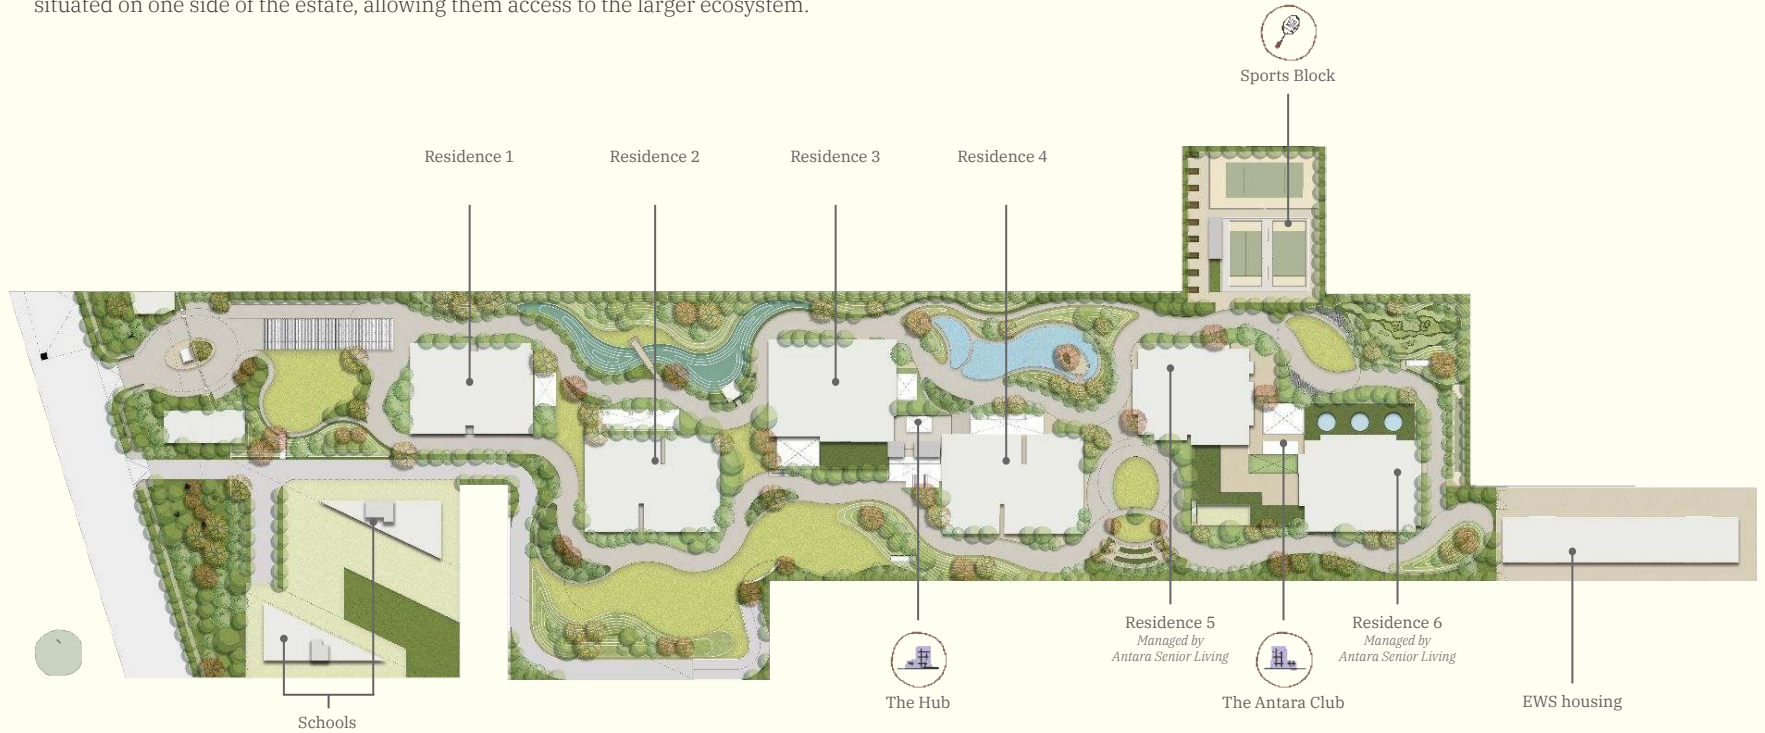 situated on one side of the estate, allowing them access to the larger ecosystem.
Sports Block
Residence 1
Residence 2
Residence 3
Residence 4
Residence 5
Managed by
Antara Senior Living
Residence 6
Managed by
Antara Senior Living
The Hub
The Antara Club
EWS housing
Schools